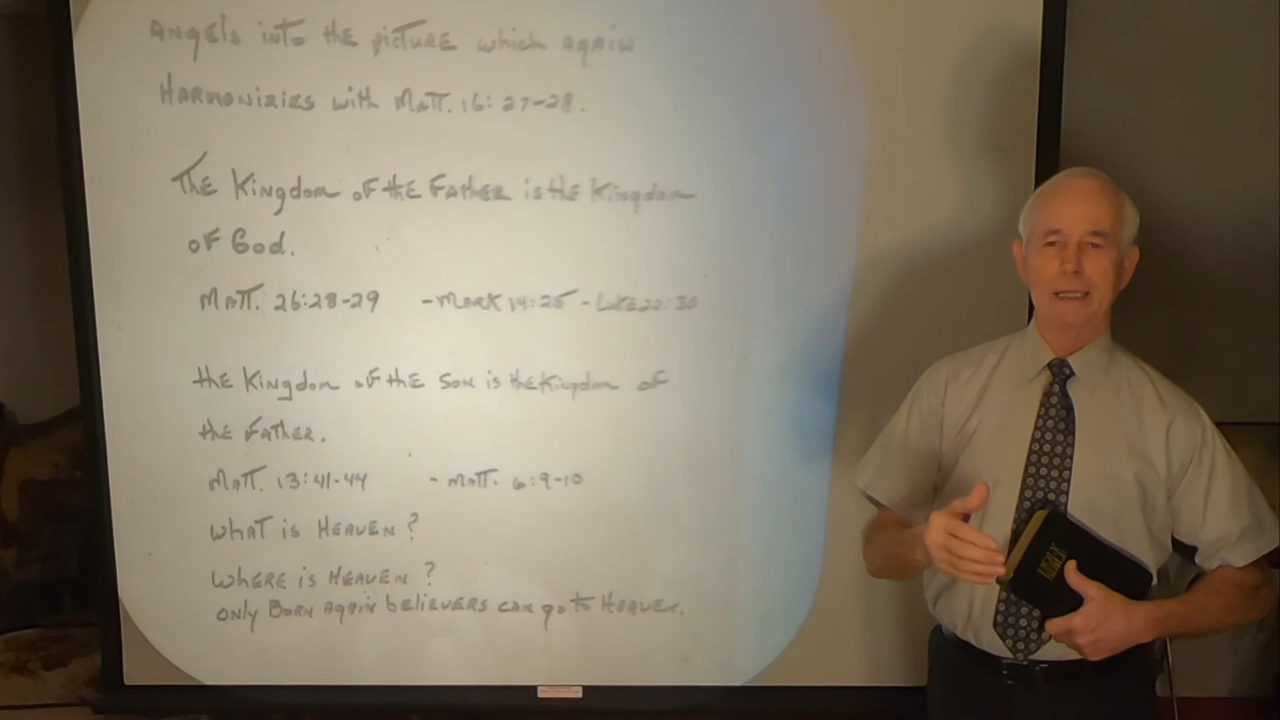 Angels into the picture which again
Harmonizies with Matt. 16:27-28.
The Kingdom of the Father is the Kingdom
of God.
Matt. 26:28-29 - Mark 14:25 - Luke 22:30
the Kingdom of the Son is the Kingdom of
the Father.
Matt. 13:41-44 - Matt. 6:9-10
What is Heaven?
Where is Heaven?
only Born Again believers can go to Heaven.